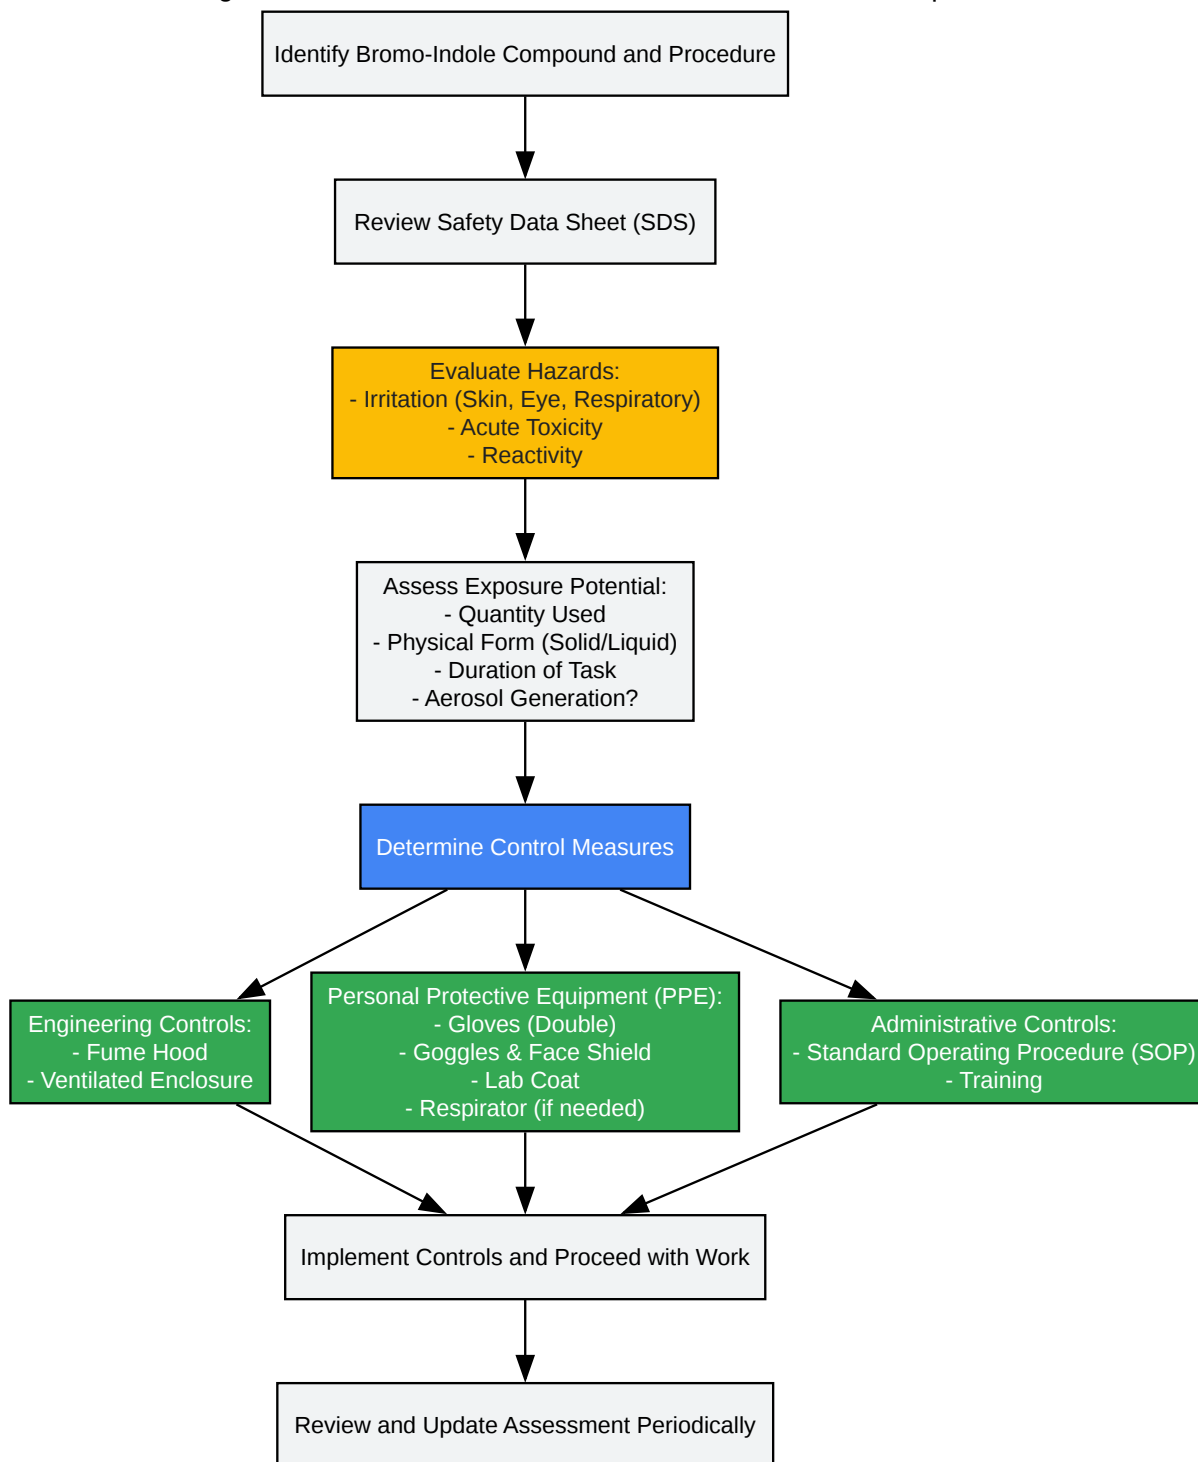 Identify Bromo-Indole Compound and Procedure
Review Safety Data Sheet (SDS)
Evaluate Hazards:
- Irritation (Skin, Eye, Respiratory)
- Acute Toxicity
- Reactivity
Assess Exposure Potential:
- Quantity Used
- Physical Form (Solid/Liquid)
- Duration of Task
- Aerosol Generation?
Determine Control Measures
Engineering Controls:
- Fume Hood
- Ventilated Enclosure
Personal Protective Equipment (PPE):
- Gloves (Double)
- Goggles & Face Shield
- Lab Coat
- Respirator (if needed)
Administrative Controls:
- Standard Operating Procedure (SOP)
- Training
Implement Controls and Proceed with Work
Review and Update Assessment Periodically